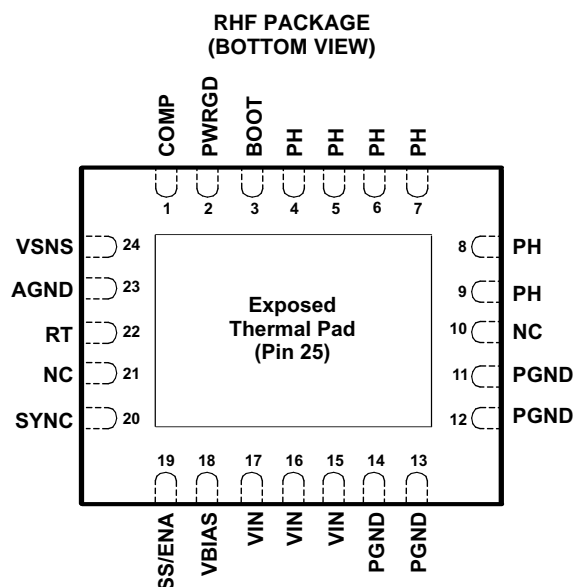 RHF PACKAGE
(BOTTOM VIEW)
COMP
PWRGD
BOOT
PH
PH
PH
PH
1 2 3 4 5 6 7
VSNS 24
AGND 23
RT 22
NC 21
SYNC 20
8 PH
9 PH
10 NC
11 PGND
12 PGND
Exposed
Thermal Pad
(Pin 25)
19 18 17 16 15 14 13
SS/ENA
VBIAS
VIN
VIN
VIN
PGND
PGND